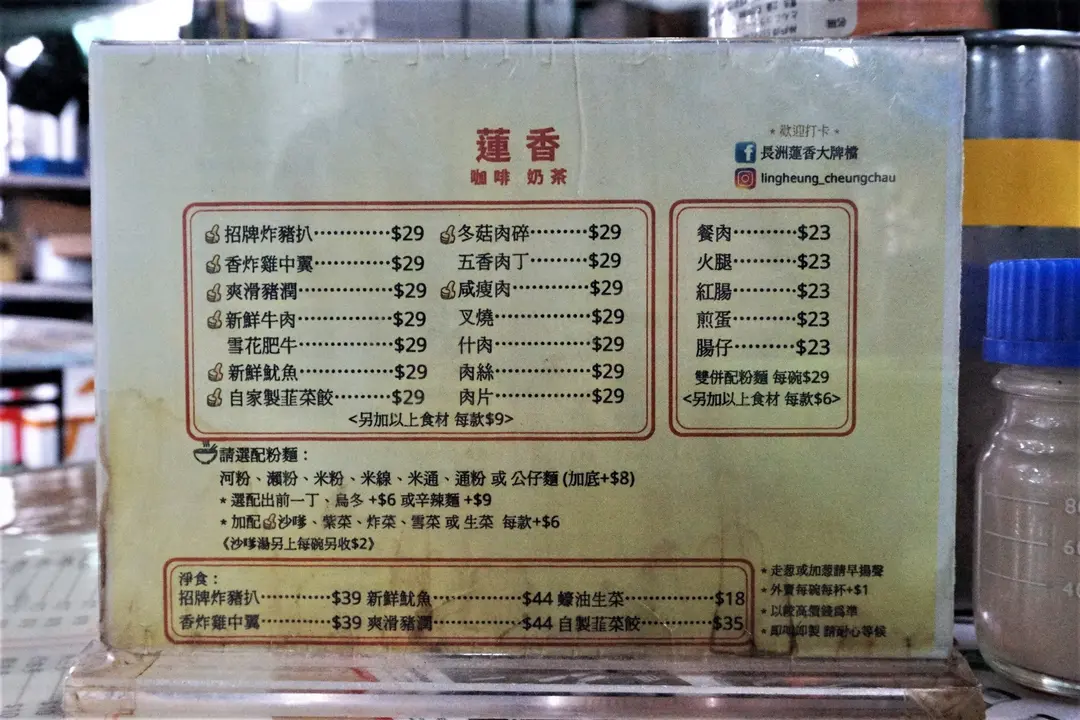 蓮香
咖啡 奶茶
* 歡迎打卡 *
長洲蓮香大牌檔
lingheung_cheungchau
招牌炸豬扒············$29
香炸雞中翼············$29
爽滑豬潤············$29
新鮮牛肉············$29
雪花肥牛············$29
新鮮魷魚············$29
自家製韮菜餃·········$29
冬菇肉碎·········$29
五香肉丁·········$29
咸瘦肉············$29
叉燒···············$29
什肉···············$29
肉絲···············$29
肉片···············$29
<另加以上食材 每款$9>
餐肉·········$23
火腿·········$23
紅腸·········$23
煎蛋·········$23
腸仔·········$23
雙併配粉麵 每碗$29
<另加以上食材 每款$6>
請選配粉麵：
河粉、瀨粉、米粉、米線、米通、通粉 或 公仔麵 (加底+$8)
* 選配出前一丁、烏冬 +$6 或辛辣麵 +$9
* 加配沙嗲、紫菜、炸菜、雪菜 或 生菜 每款+$6
《沙嗲湯另上每碗另收$2》
淨食：
招牌炸豬扒·········$39 新鮮魷魚·········$44 蠔油生菜·········$18
香炸雞中翼·········$39 爽滑豬潤·········$44 自製韮菜餃·········$35
* 走葱或加葱請早揚聲
* 外賣每碗每杯+$1
* 以較高價錢為準
* 即叫即製 請耐心等候